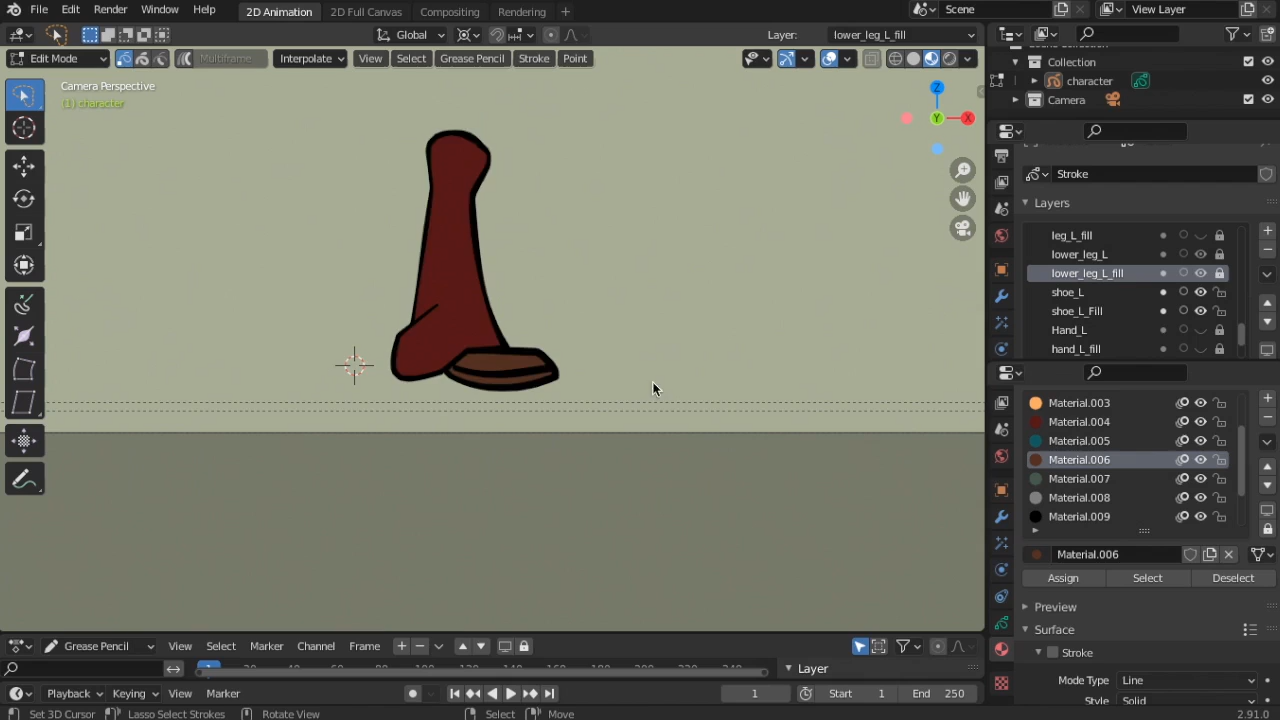 File Edit Render Window Help 2D Animation 2D Full Canvas Compositing Rendering + Scene View Layer
Global Layer: lower_leg_L_fill
Edit Mode Multiframe Interpolate View Select Grease Pencil Stroke Point
Collection
character
Camera
Camera Perspective
(1) character
Z
Y X
Stroke
Layers
leg_L_fill
lower_leg_L
lower_leg_L_fill
shoe_L
shoe_L_Fill
Hand_L
hand_L_fill
Material.003
Material.004
Material.005
Material.006
Material.007
Material.008
Material.009
Material.006
Assign Select Deselect
Preview
Surface
Stroke
Mode Type Line
Style Solid
Grease Pencil View Select Marker Channel Frame
1 Layer
Playback Keying View Marker 1 Start 1 End 250
Set 3D Cursor Lasso Select Strokes Rotate View Select Move 2.91.0